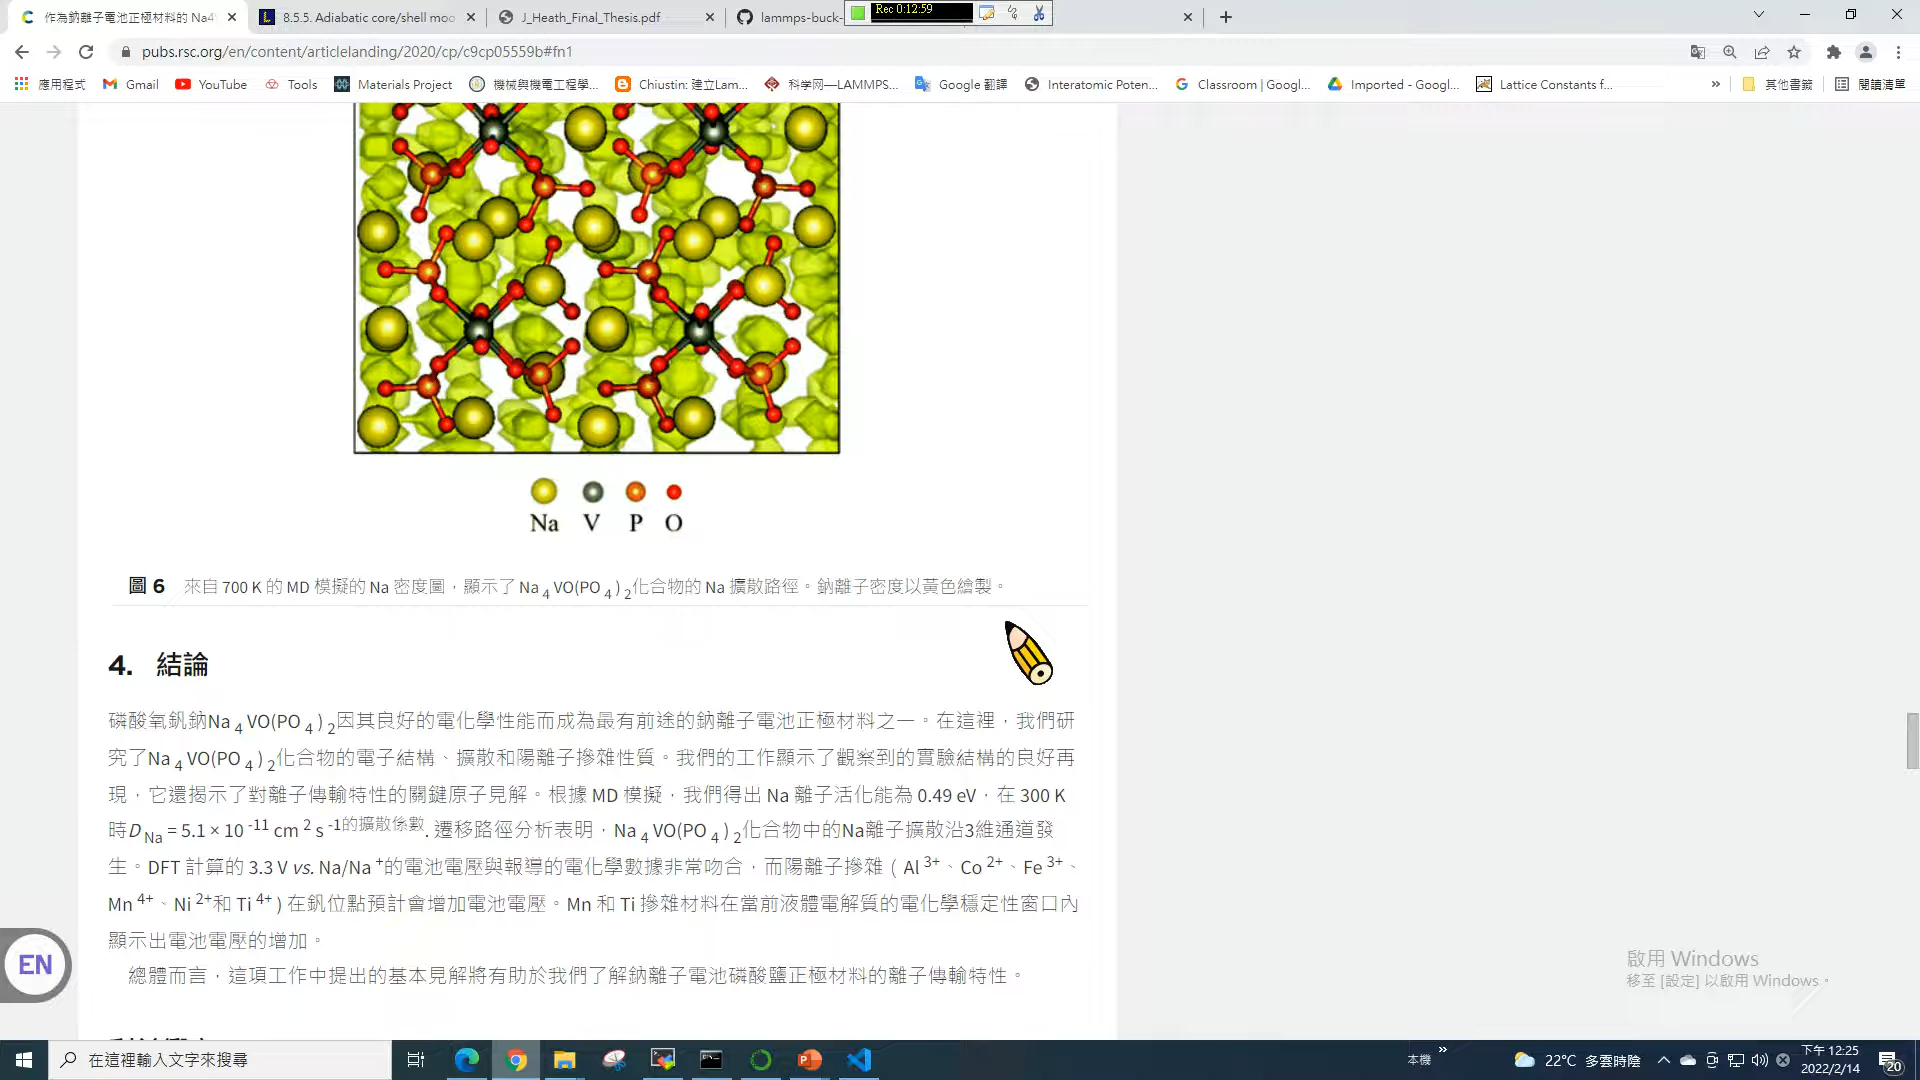 作為鈉離子電池正極材料的 Na4
8.5.5. Adiabatic core/shell mod
J_Heath_Final_Thesis.pdf
lammps-buck-
Rec 0:12:59
pubs.rsc.org/en/content/articlelanding/2020/cp/c9cp05559b#fn1
應用程式 Gmail YouTube Tools Materials Project 機械與機電工程學... Chiustin: 建立Lam... 科学网—LAMMPS... Google 翻譯 Interatomic Poten... Classroom | Googl... Imported - Googl... Lattice Constants f... » 其他書籤 閱讀清單
Na V P O
圖 6 來自 700 K 的 MD 模擬的 Na 密度圖，顯示了 Na 4 VO(PO 4 ) 2化合物的 Na 擴散路徑。鈉離子密度以黃色繪製。
4. 結論
磷酸氧釩鈉Na 4 VO(PO 4 ) 2因其良好的電化學性能而成為最有前途的鈉離子電池正極材料之一。在這裡，我們研
究了Na 4 VO(PO 4 ) 2化合物的電子結構、擴散和陽離子摻雜性質。我們的工作顯示了觀察到的實驗結構的良好再
現，它還揭示了對離子傳輸特性的關鍵原子見解。根據 MD 模擬，我們得出 Na 離子活化能為 0.49 eV，在 300 K
時D Na = 5.1 × 10 -11 cm 2 s -1的擴散係數. 遷移路徑分析表明，Na 4 VO(PO 4 ) 2化合物中的Na離子擴散沿3維通道發
生。DFT 計算的 3.3 V vs. Na/Na +的電池電壓與報導的電化學數據非常吻合，而陽離子摻雜（Al 3+、Co 2+、Fe 3+、
Mn 4+、Ni 2+和 Ti 4+ ) 在釩位點預計會增加電池電壓。Mn 和 Ti 摻雜材料在當前液體電解質的電化學穩定性窗口內
顯示出電池電壓的增加。
總體而言，這項工作中提出的基本見解將有助於我們了解鈉離子電池磷酸鹽正極材料的離子傳輸特性。
EN
啟用 Windows
移至 [設定] 以啟用 Windows。
在這裡輸入文字來搜尋
本機 »
22°C 多雲時陰
下午 12:25
2022/2/14
20